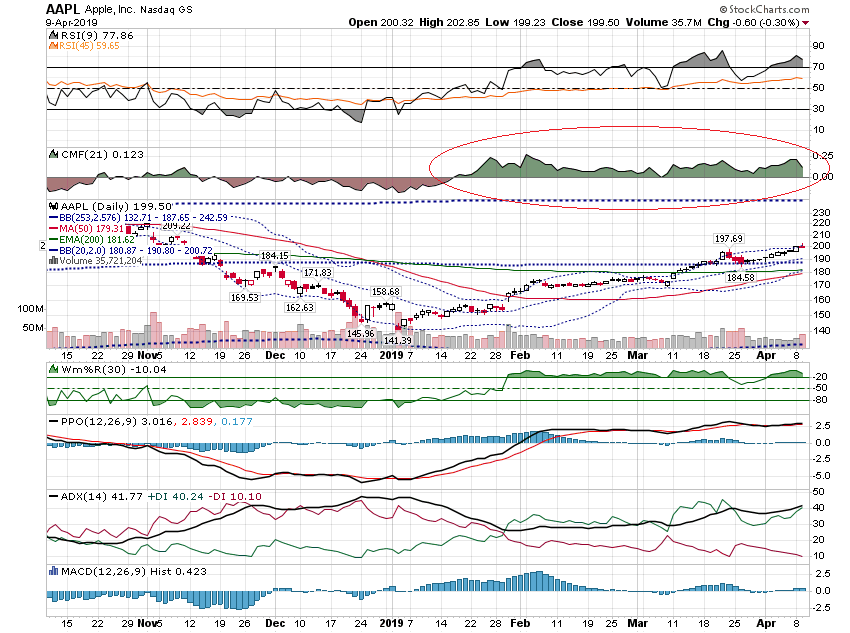 AAPL Apple, Inc. Nasdaq GS © StockCharts.com
9-Apr-2019 Open 200.32 High 202.85 Low 199.23 Close 199.50 Volume 35.7M Chg -0.60 (-0.30%)
RSI(9) 77.86
RSI(45) 59.65
90
70
50
30
10
CMF(21) 0.123
0.25
0.00
AAPL (Daily) 199.50
BB(253,2.576) 132.71 - 187.65 - 242.59
MA(50) 179.31
EMA(200) 181.62
BB(20,2.0) 180.87 - 190.80 - 200.72
Volume 35,721,204
209.22
184.15
171.83
169.53
162.63
158.68
145.96
141.39
197.69
184.58
230
220
210
200
190
180
170
160
150
140
2
100M
50M
15 22 29 Nov 5 12 19 26 Dec 10 17 24 2019 7 14 22 28 Feb 11 19 25 Mar 11 18 25 Apr 8
Wm%R(30) -10.04
-20
-50
-80
PPO(12,26,9) 3.016, 2.839, 0.177
2.5
0.0
-2.5
-5.0
ADX(14) 41.77 +DI 40.24 -DI 10.10
50
40
30
20
10
MACD(12,26,9) Hist 0.423
2.5
0.0
-2.5
15 22 29 Nov 5 12 19 26 Dec 10 17 24 2019 7 14 22 28 Feb 11 19 25 Mar 11 18 25 Apr 8